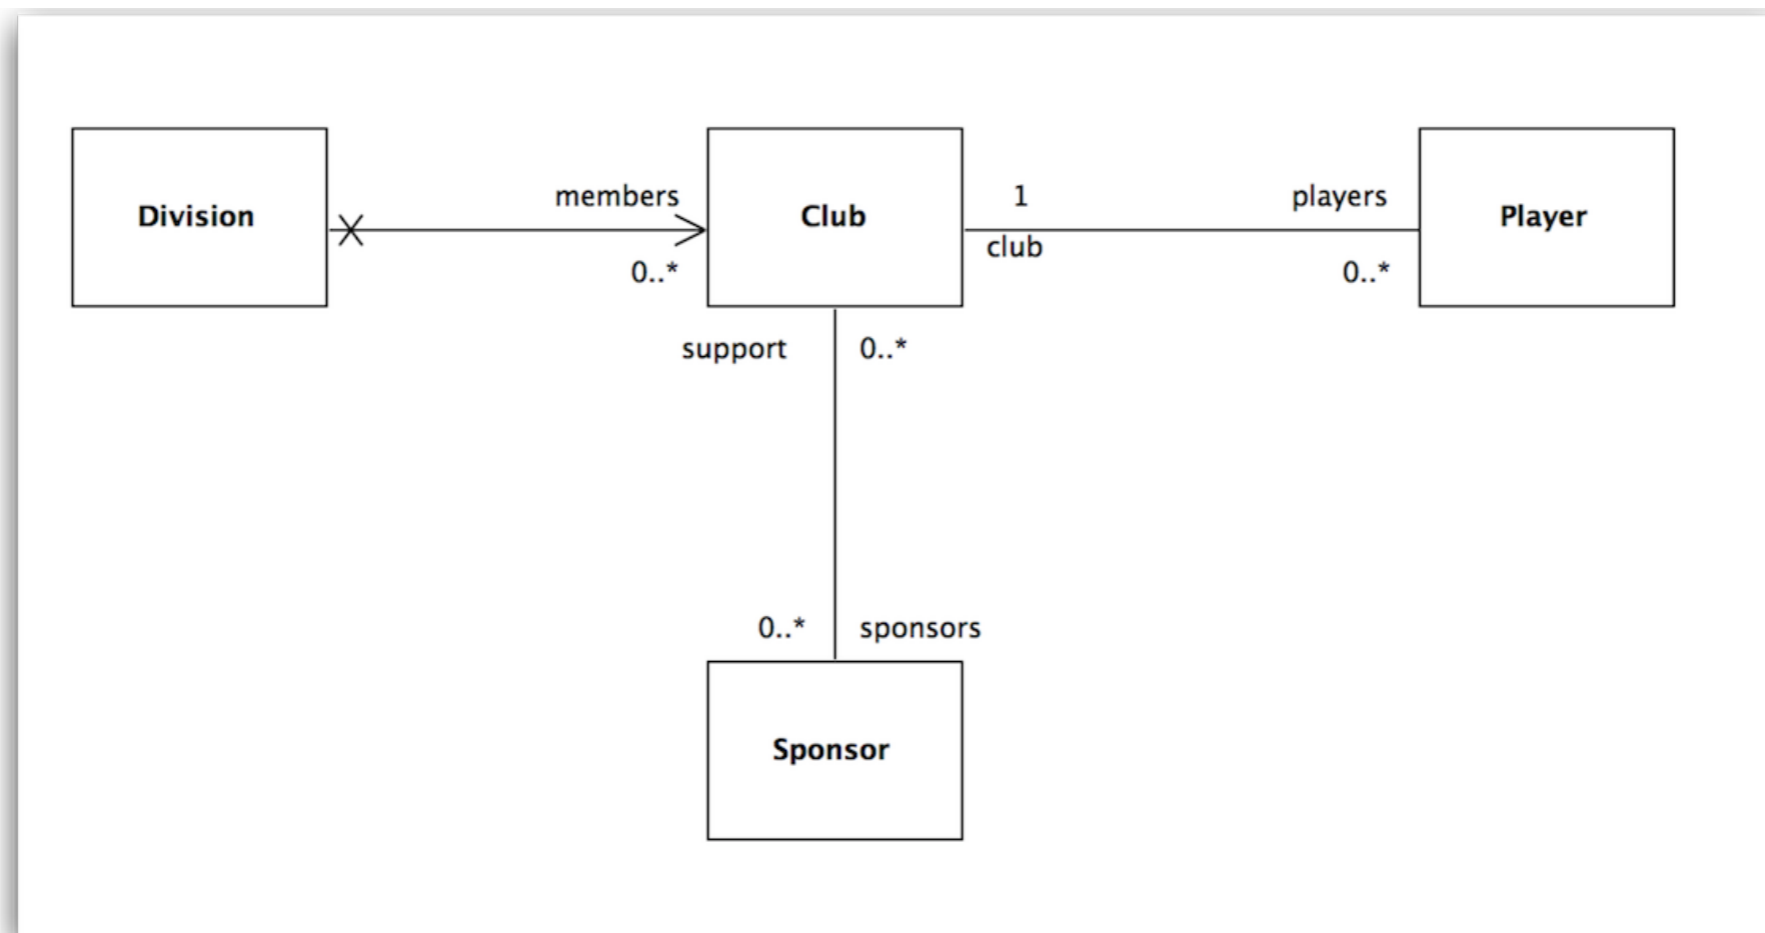 Division
members
0..*
Club
1
club
players
0..*
Player
support
0..*
0..*
sponsors
Sponsor